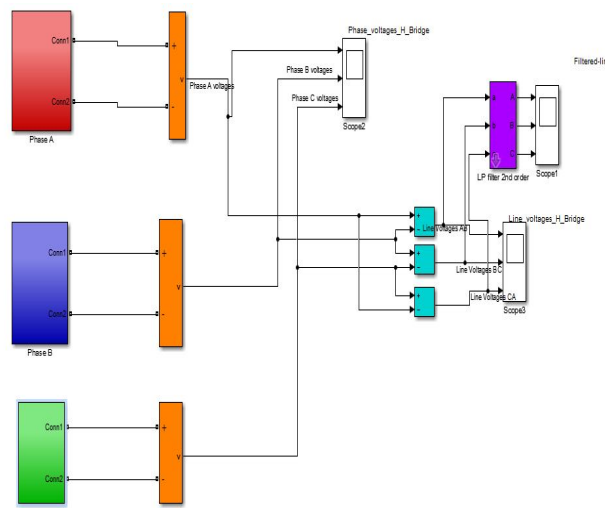 Conn1
Conn2
Phase A
+
-
v
Phase A voltages
Phase_voltages_H_Bridge
Phase B voltages
Phase C voltages
Scope2
Filtered-lin
a
b
A
B
C
LP filter 2nd order
Scope1
Conn1
Conn2
Phase B
+
-
v
+
-
Line Voltages AB
+
-
Line Voltages BC
+
-
Line Voltages CA
Line_voltages_H_Bridge
Scope3
Conn1
Conn2
+
-
v